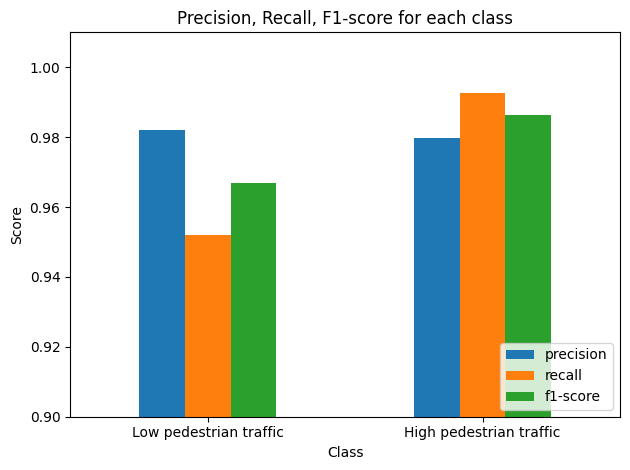 Precision, Recall, F1-score for each class
Score
1.00
0.98
0.96
0.94
0.92
0.90
precision
recall
f1-score
Low pedestrian traffic
High pedestrian traffic
Class